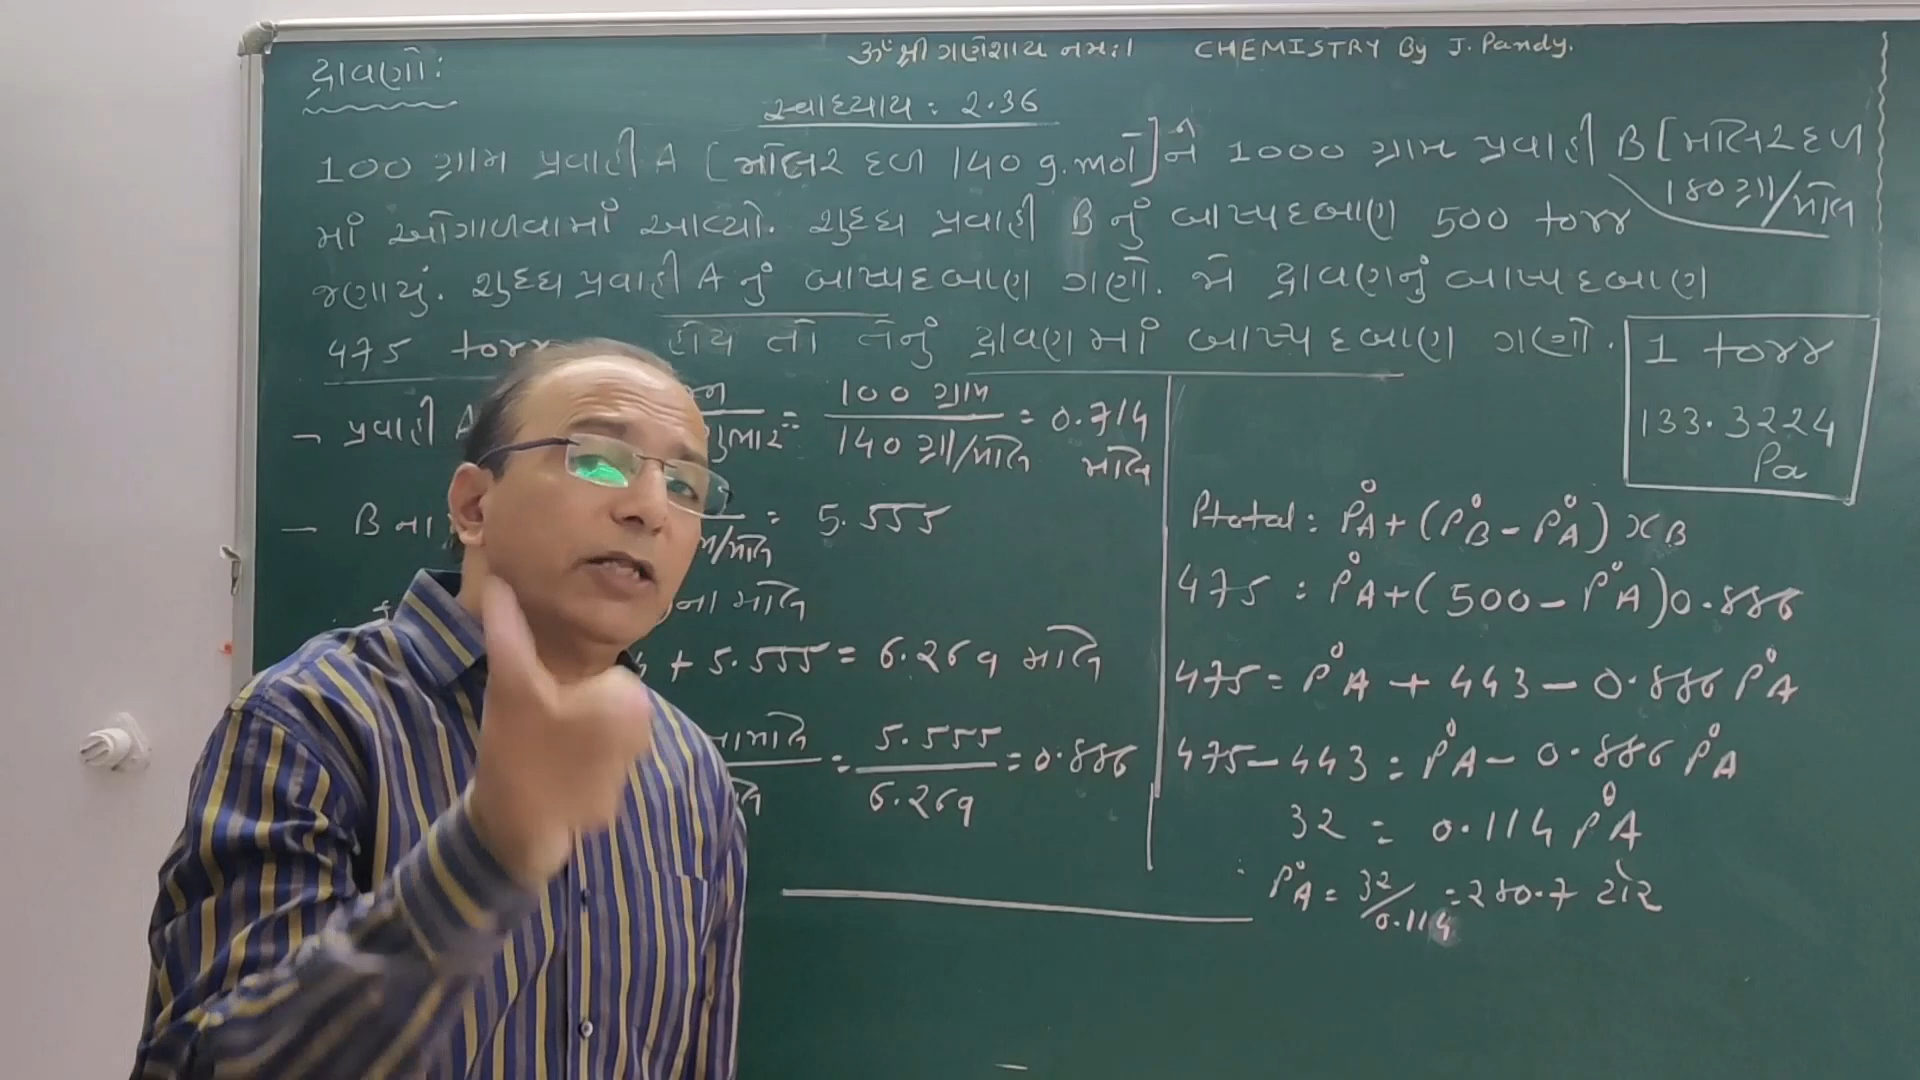 ૐ શ્રી ગણેશાય નમઃ। CHEMISTRY By J. Pandy.
દ્રાવણો:
સ્વાધ્યાય: 2.36
100 ગ્રામ પ્રવાહી A [મોલર દળ 140 g.mol¯]ને 1000 ગ્રામ પ્રવાહી B [મોલર દળ
180 ગ્રા/મોલ
માં ઓગાળવામાં આવ્યો. શુદ્ધ પ્રવાહી B નું બાષ્પદબાણ 500 torr
જણાયું. શુદ્ધ પ્રવાહી A નું બાષ્પદબાણ ગણો. જો દ્રાવણનું બાષ્પદબાણ
475 torr હોય તો તેનું દ્રાવણમાં બાષ્પ દબાણ ગણો.
1 torr
133.3224
Pa
– પ્રવાહી A = 100 ગ્રામ / 140 ગ્રા/મોલ = 0.714 મોલ
– B ના /મોલ = 5.555
ના મોલ
+ 5.555 = 6.269 મોલ
= 5.555 / 6.269 = 0.886
Ptotal: P°A + (P°B – P°A) xB
475 : P°A + (500 – P°A) 0.886
475 = P°A + 443 – 0.886 P°A
475 – 443 : P°A – 0.886 P°A
32 = 0.114 P°A
P°A = 32/0.114 = 280.7 ટોર